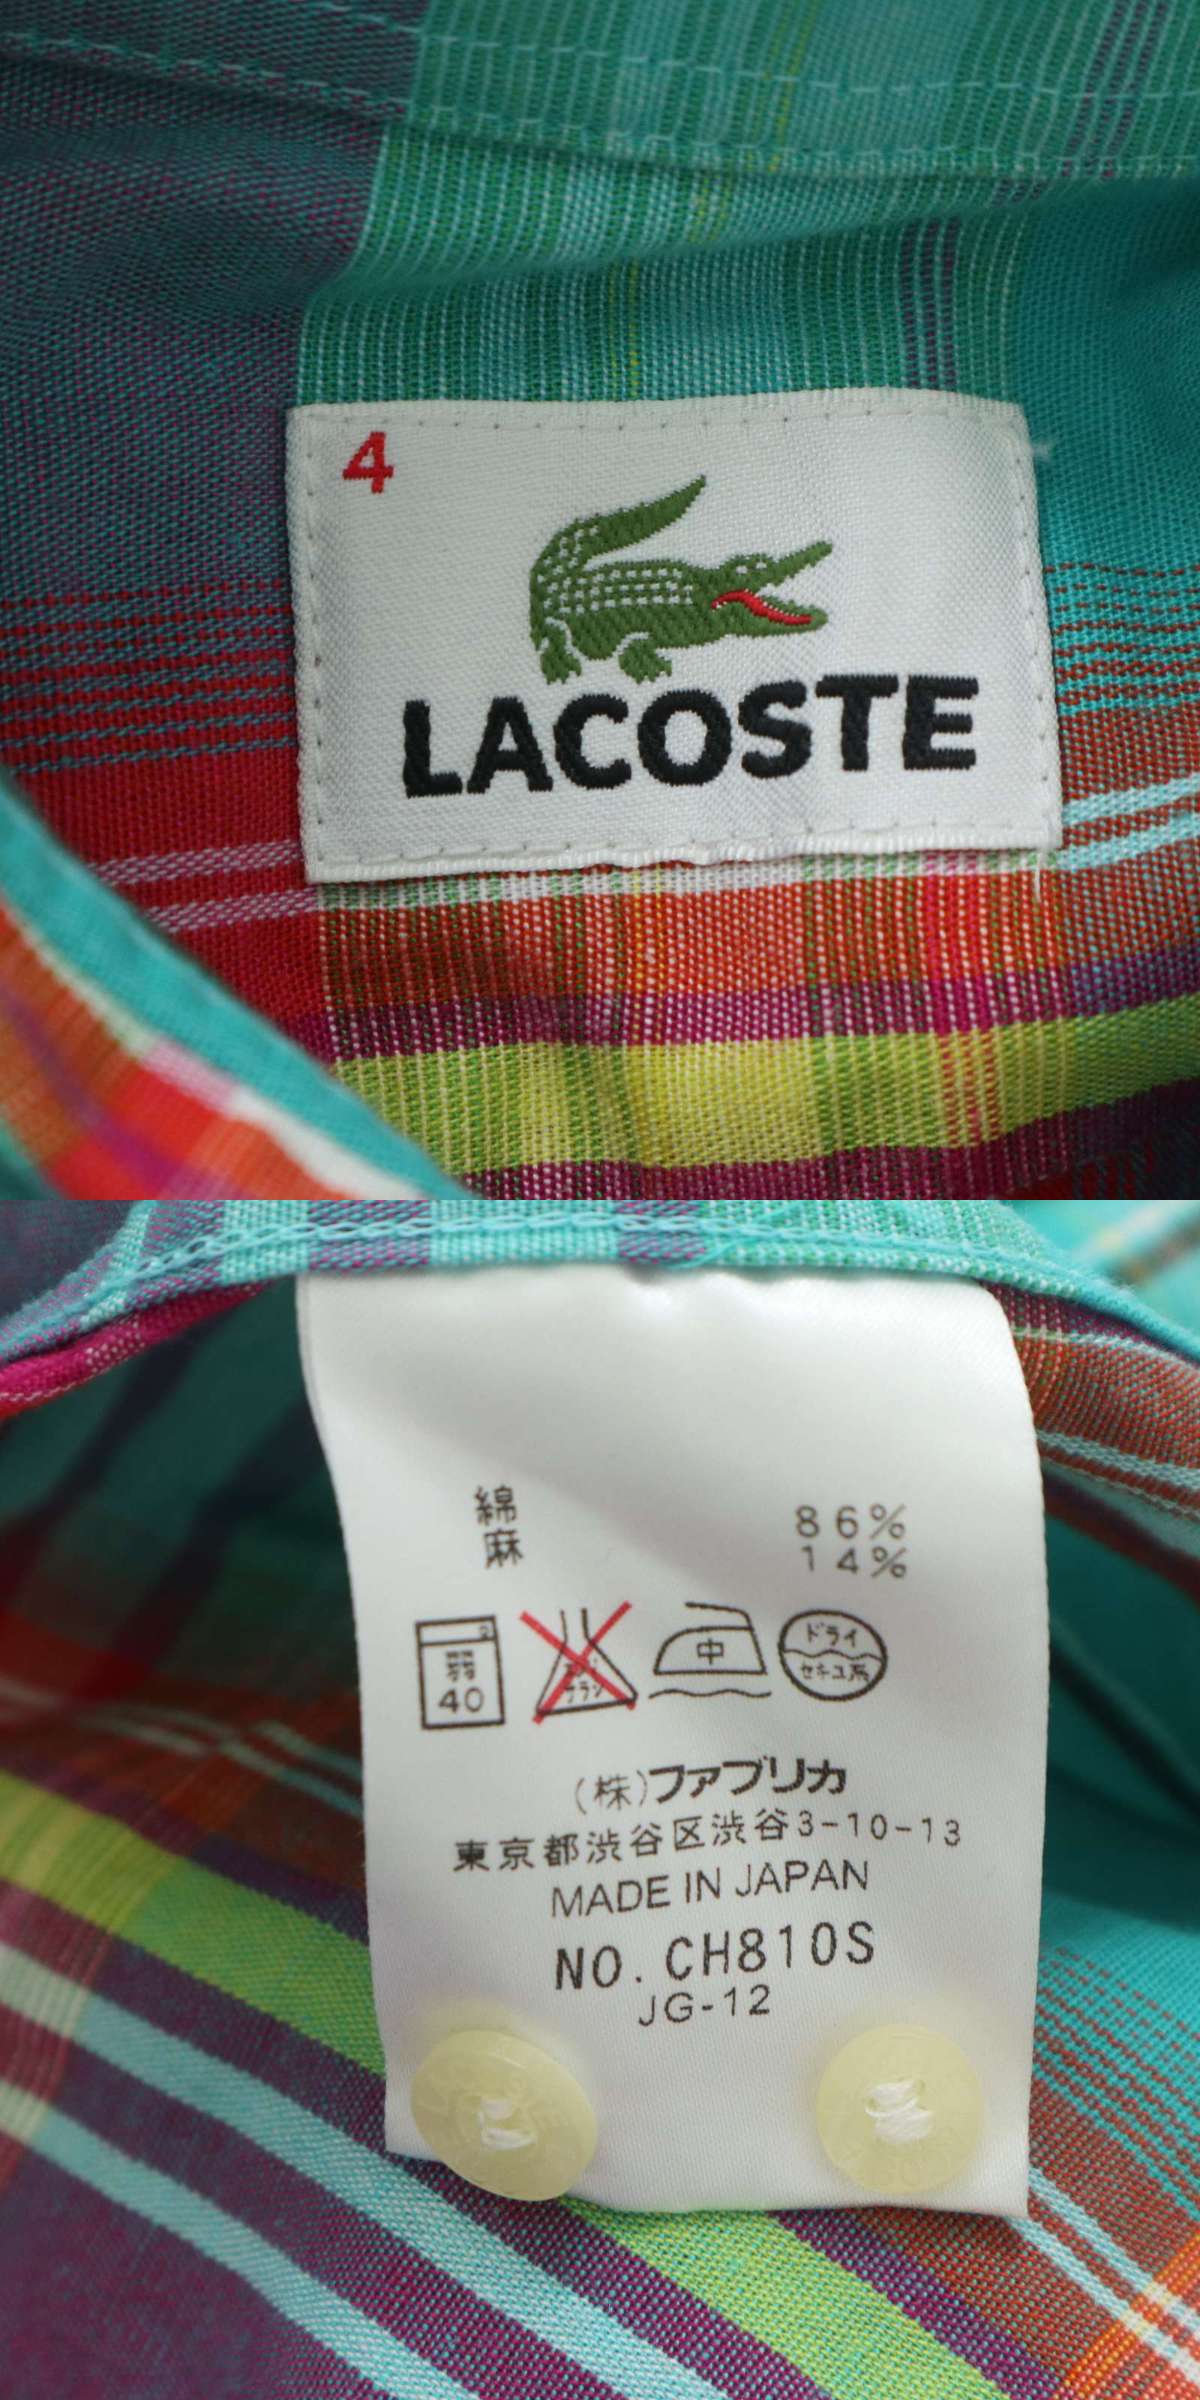 4
LACOSTE
綿 86%
麻 14%
弱
40
中
ドライ
セキユ系
(株)ファブリカ
東京都渋谷区渋谷3-10-13
MADE IN JAPAN
NO. CH810S
JG-12